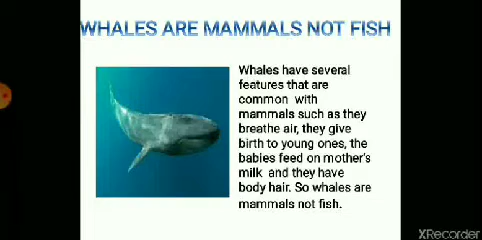 WHALES ARE MAMMALS NOT FISH
Whales have several
features that are
common with
mammals such as they
breathe air, they give
birth to young ones, the
babies feed on mother's
milk and they have
body hair. So whales are
mammals not fish.
XRecorder